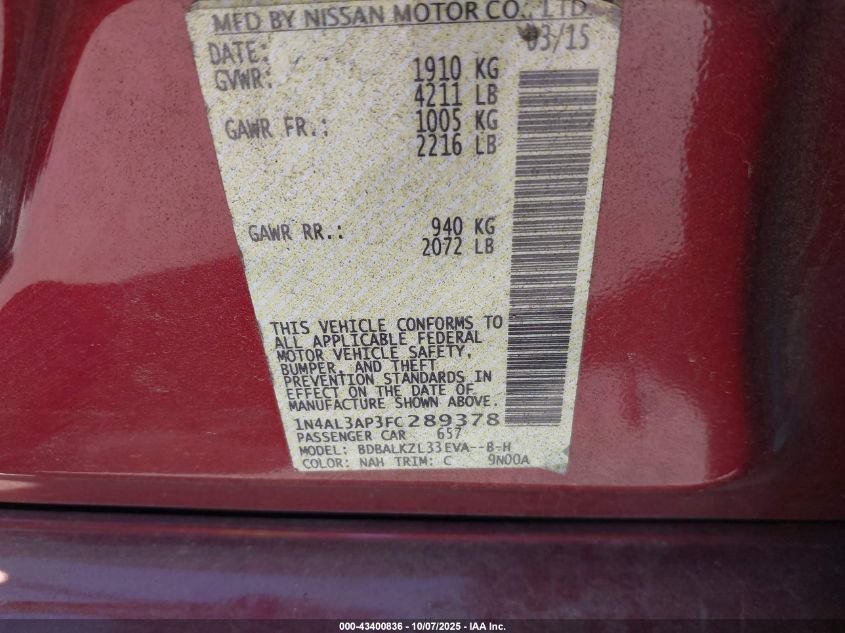 MFD BY NISSAN MOTOR CO., LTD.
DATE: 03/15
GVWR: 1910 KG
4211 LB
GAWR FR.: 1005 KG
2216 LB
GAWR RR.: 940 KG
2072 LB
THIS VEHICLE CONFORMS TO
ALL APPLICABLE FEDERAL
MOTOR VEHICLE SAFETY,
BUMPER, AND THEFT
PREVENTION STANDARDS IN
EFFECT ON THE DATE OF
MANUFACTURE SHOWN ABOVE.
1N4AL3AP3FC289378
PASSENGER CAR 657
MODEL: BDBALKZL33EVA--B-H
COLOR: NAH TRIM: C 9N00A
000-43400836 - 10/07/2025 - IAA Inc.